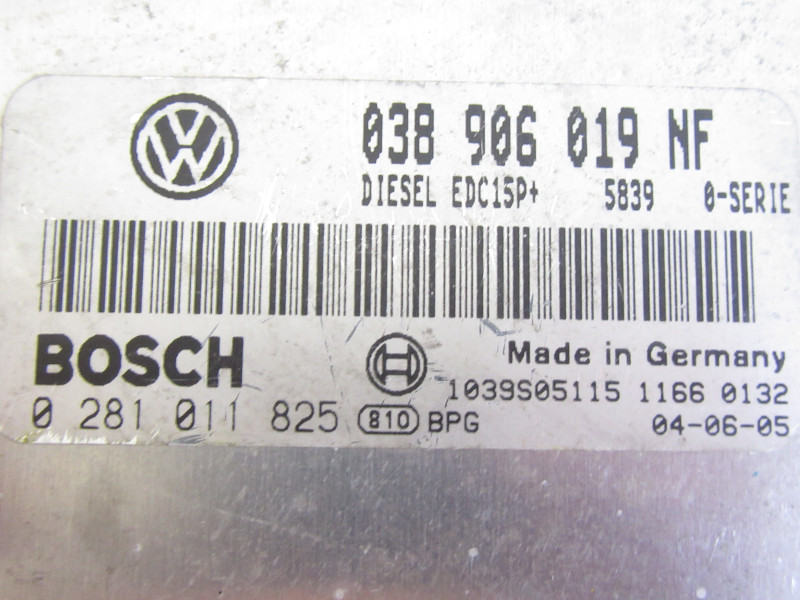 038 906 019 NF
DIESEL EDC15P+ 5839 0-SERIE
BOSCH
Made in Germany
1039S05115 1166 0132
0 281 011 825 810 BPG 04-06-05